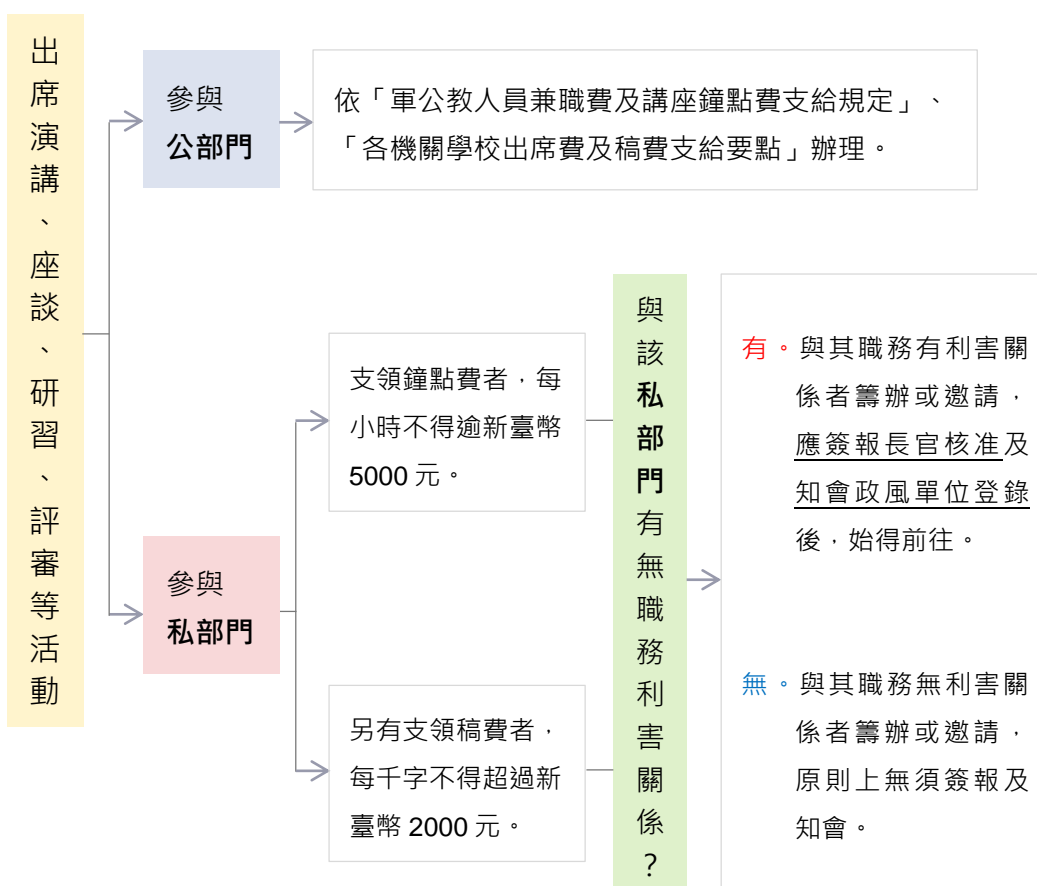 出席演講、座談、研習、評審等活動
參與
公部門
依「軍公教人員兼職費及講座鐘點費支給規定」、
「各機關學校出席費及稿費支給要點」辦理。
參與
私部門
支領鐘點費者，每
小時不得逾新臺幣
5000 元。
另有支領稿費者，
每千字不得超過新
臺幣 2000 元。
與該私部門有無職務利害關係？
有。與其職務有利害關
係者籌辦或邀請，
應簽報長官核准及
知會政風單位登錄
後，始得前往。
無。與其職務無利害關
係者籌辦或邀請，
原則上無須簽報及
知會。